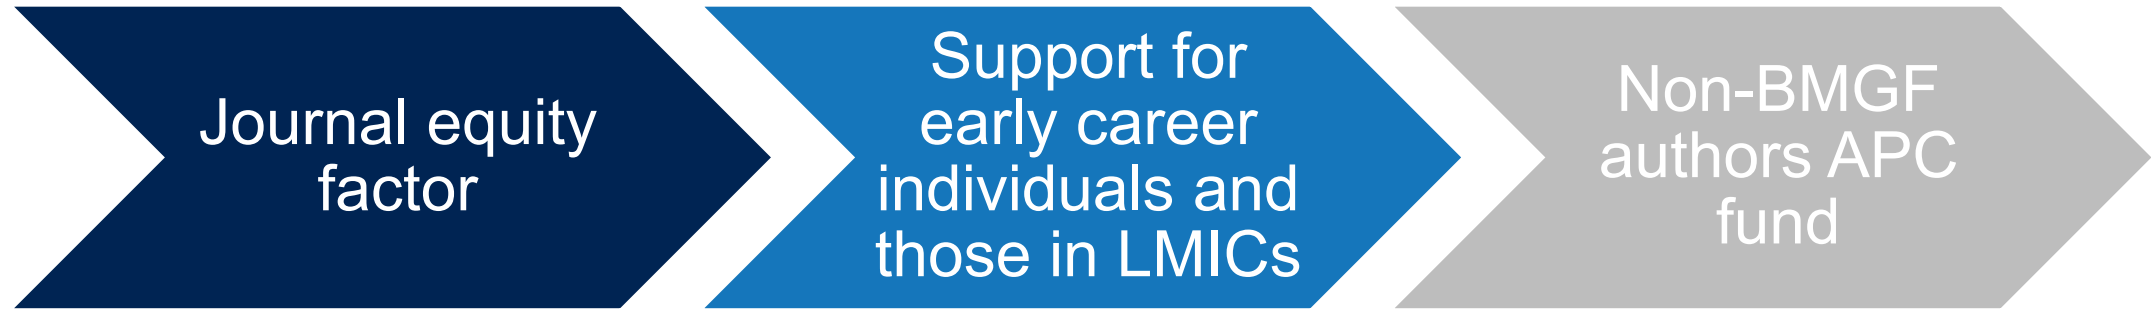 Journal equity
factor
Support for
early career
individuals and
those in LMICs
Non-BMGF
authors APC
fund